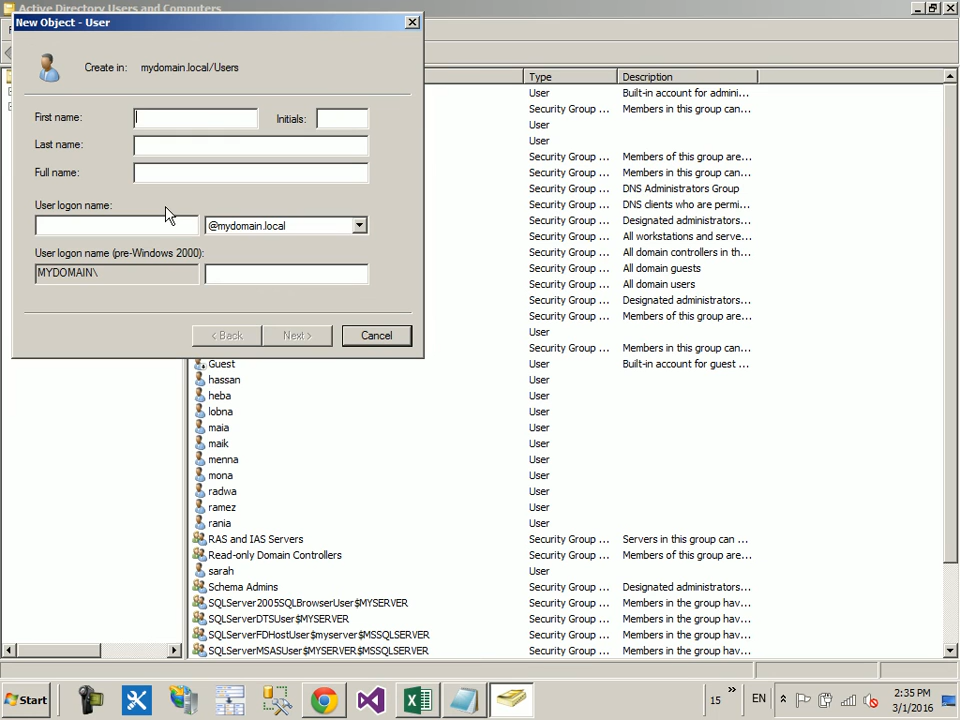 Active Directory Users and Computers
New Object - User
Create in: mydomain.local/Users
First name:
Initials:
Last name:
Full name:
User logon name:
@mydomain.local
User logon name (pre-Windows 2000):
MYDOMAIN\
< Back Next > Cancel
Type Description
User Built-in account for admini...
Security Group ... Members in this group can...
User
User
Security Group ... Members of this group are...
Security Group ... Members in this group can...
Security Group ... DNS Administrators Group
Security Group ... DNS clients who are permi...
Security Group ... Designated administrators...
Security Group ... All workstations and serve...
Security Group ... All domain controllers in th...
Security Group ... All domain guests
Security Group ... All domain users
Security Group ... Designated administrators...
Security Group ... Members of this group are...
User
Security Group ... Members in this group can...
Guest User Built-in account for guest ...
hassan User
heba User
lobna User
maia User
maik User
menna User
mona User
radwa User
ramez User
rania User
RAS and IAS Servers Security Group ... Servers in this group can ...
Read-only Domain Controllers Security Group ... Members of this group are...
sarah User
Schema Admins Security Group ... Designated administrators...
SQLServer2005SQLBrowserUser$MYSERVER Security Group ... Members in the group hav...
SQLServerDTSUser$MYSERVER Security Group ... Members in the group hav...
SQLServerFDHostUser$myserver$MSSQLSERVER Security Group ... Members in the group hav...
SQLServerMSASUser$MYSERVER$MSSQLSERVER Security Group ... Members in the group hav...
Start 15 » EN 2:35 PM
3/1/2016